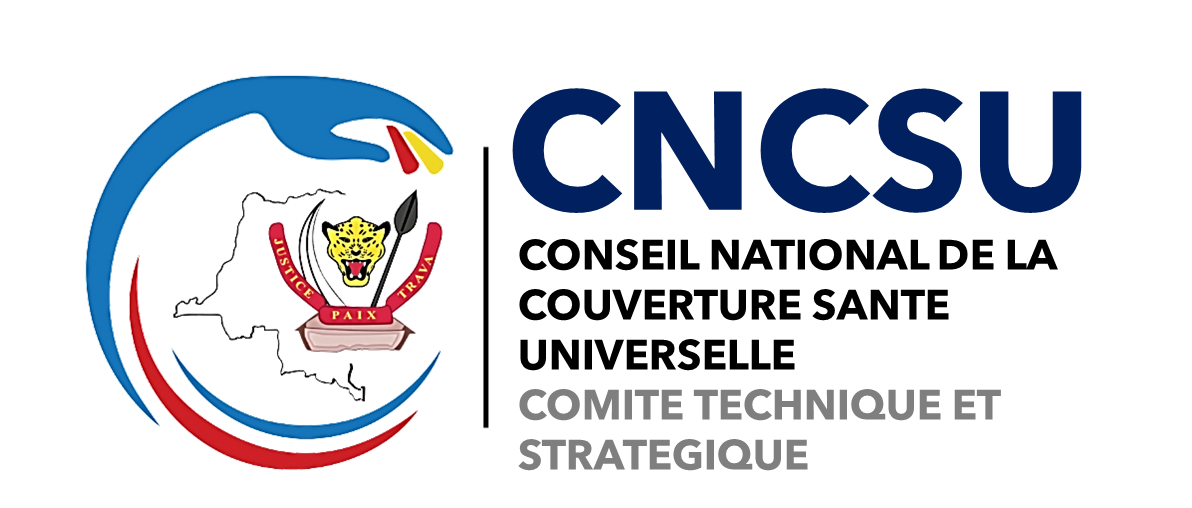 JUSTICE
PAIX
TRAVA
CNCSU
CONSEIL NATIONAL DE LA
COUVERTURE SANTE
UNIVERSELLE
COMITE TECHNIQUE ET
STRATEGIQUE